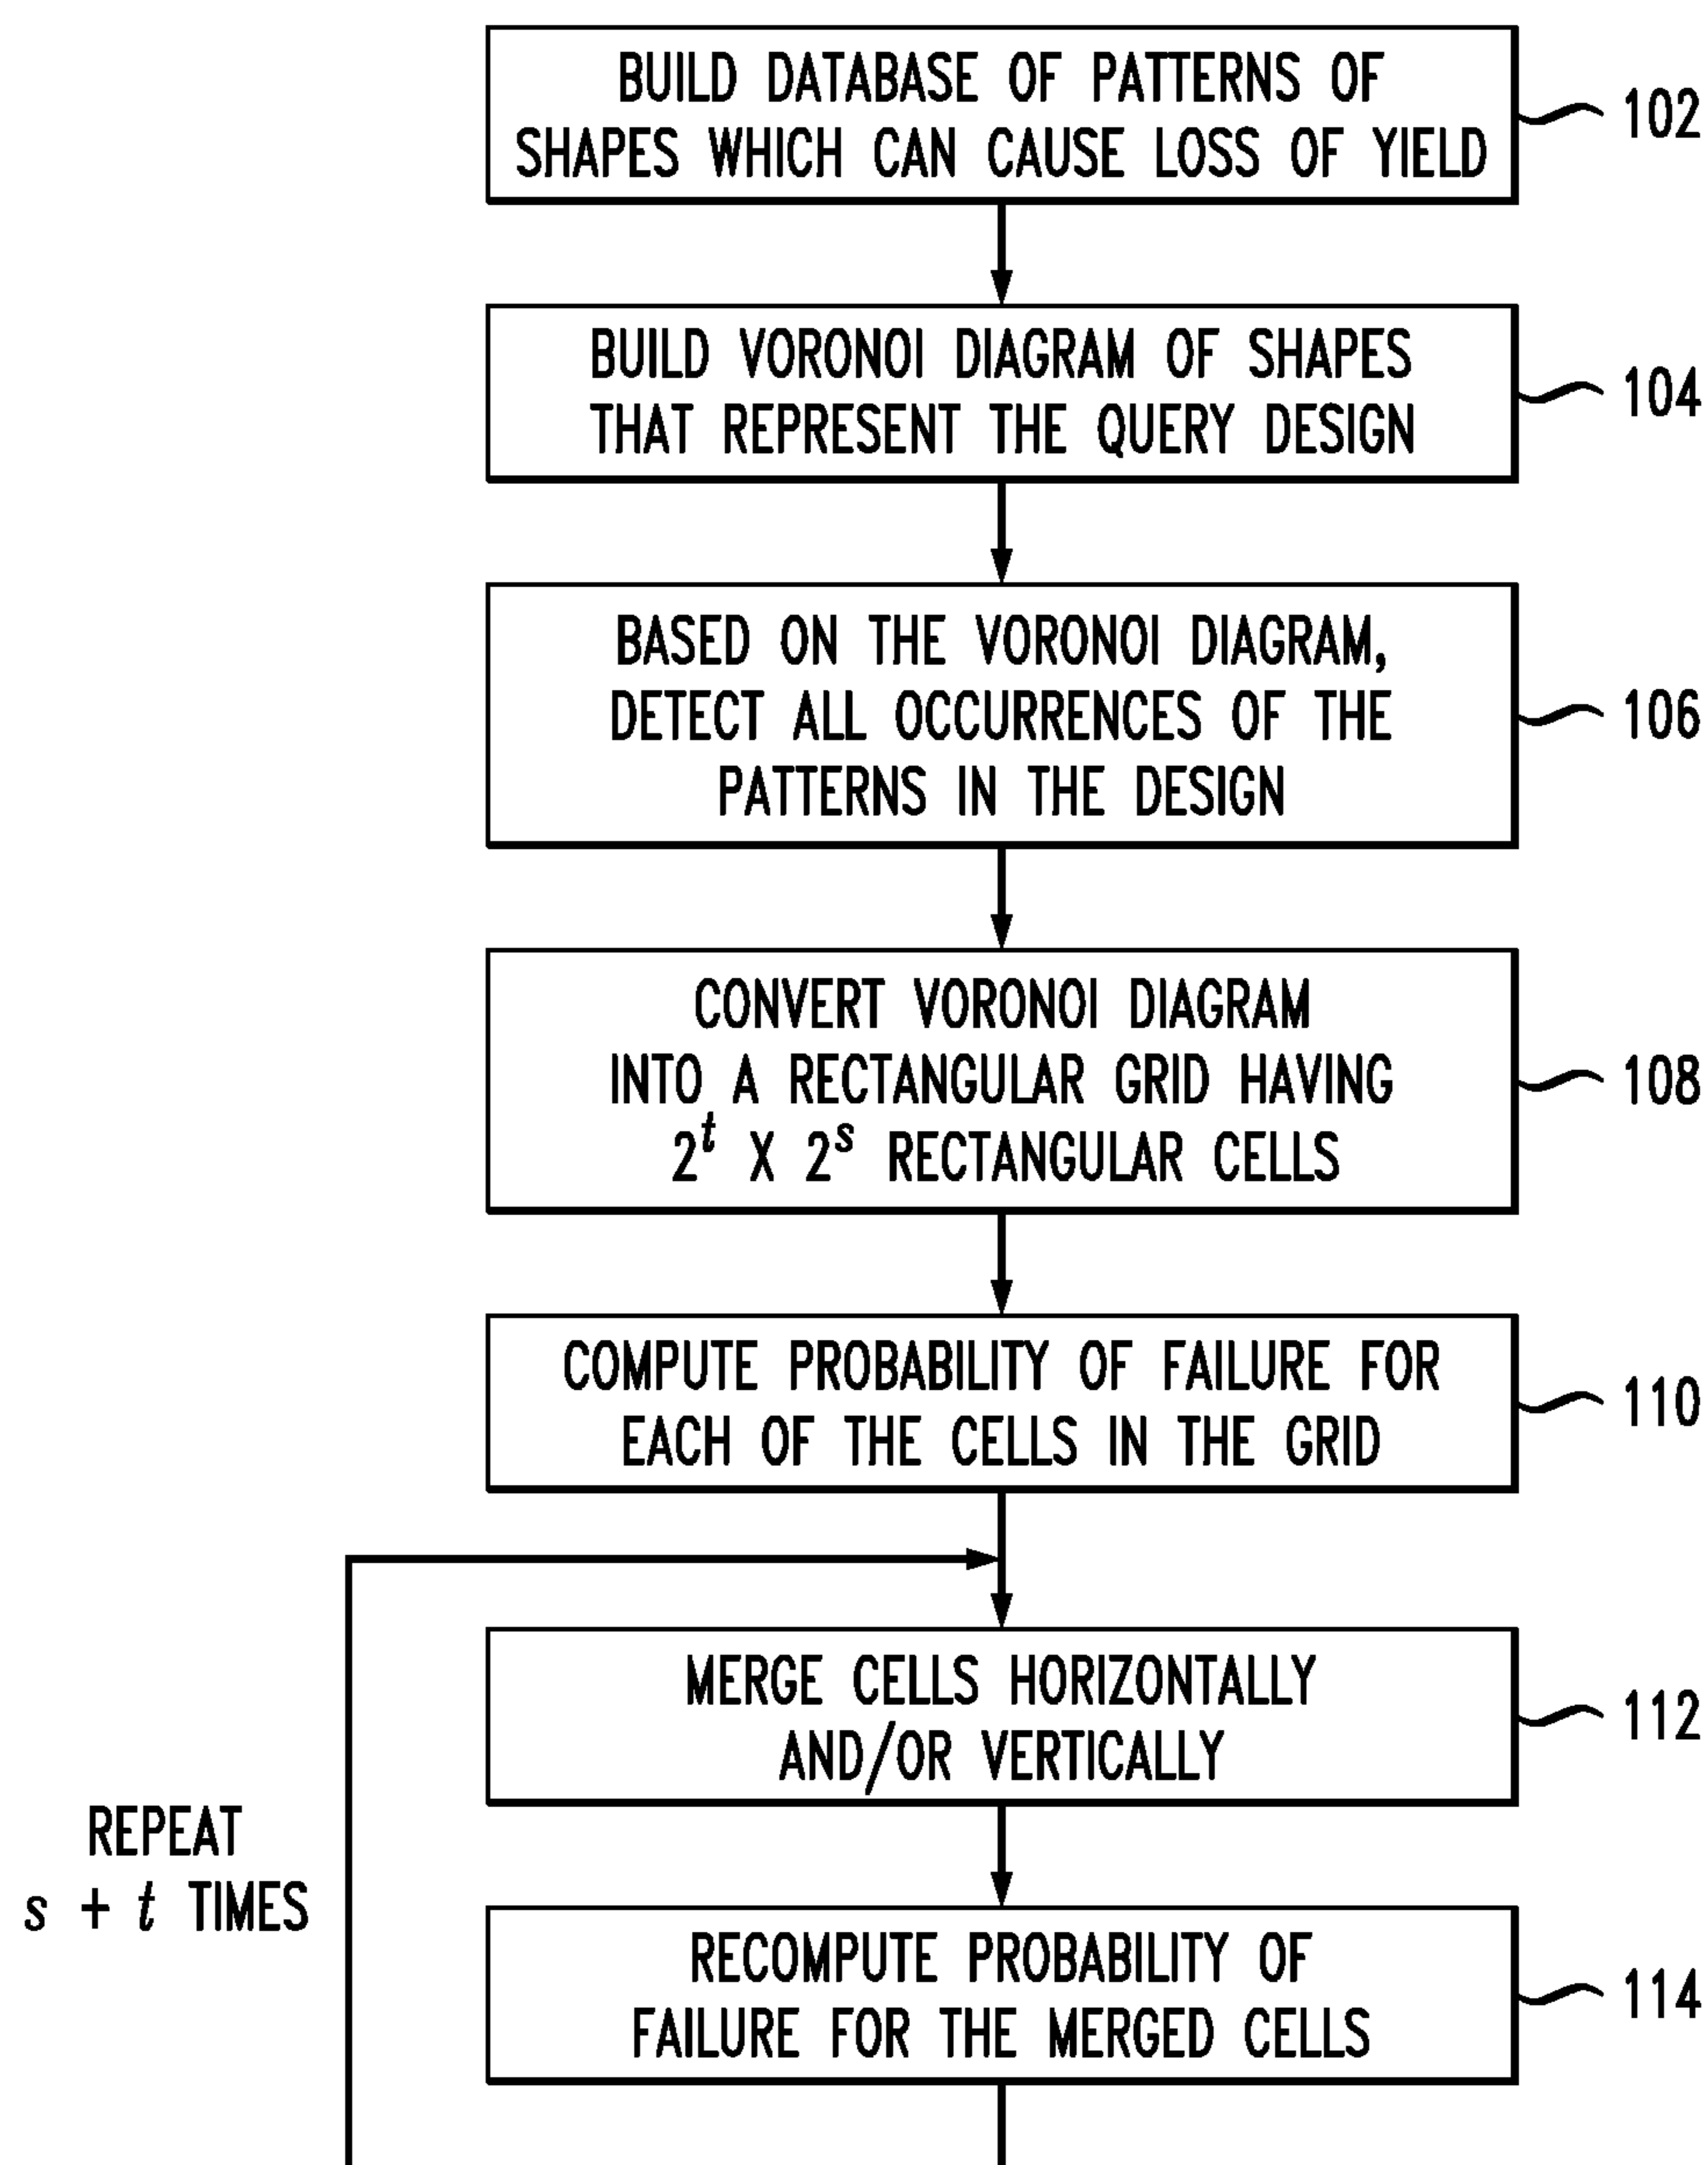 BUILD DATABASE OF PATTERNS OF
SHAPES WHICH CAN CAUSE LOSS OF YIELD
102
BUILD VORONOI DIAGRAM OF SHAPES
THAT REPRESENT THE QUERY DESIGN
104
BASED ON THE VORONOI DIAGRAM,
DETECT ALL OCCURRENCES OF THE
PATTERNS IN THE DESIGN
106
CONVERT VORONOI DIAGRAM
INTO A RECTANGULAR GRID HAVING
2^t X 2^s RECTANGULAR CELLS
108
COMPUTE PROBABILITY OF FAILURE FOR
EACH OF THE CELLS IN THE GRID
110
MERGE CELLS HORIZONTALLY
AND/OR VERTICALLY
112
REPEAT
s + t TIMES
RECOMPUTE PROBABILITY OF
FAILURE FOR THE MERGED CELLS
114